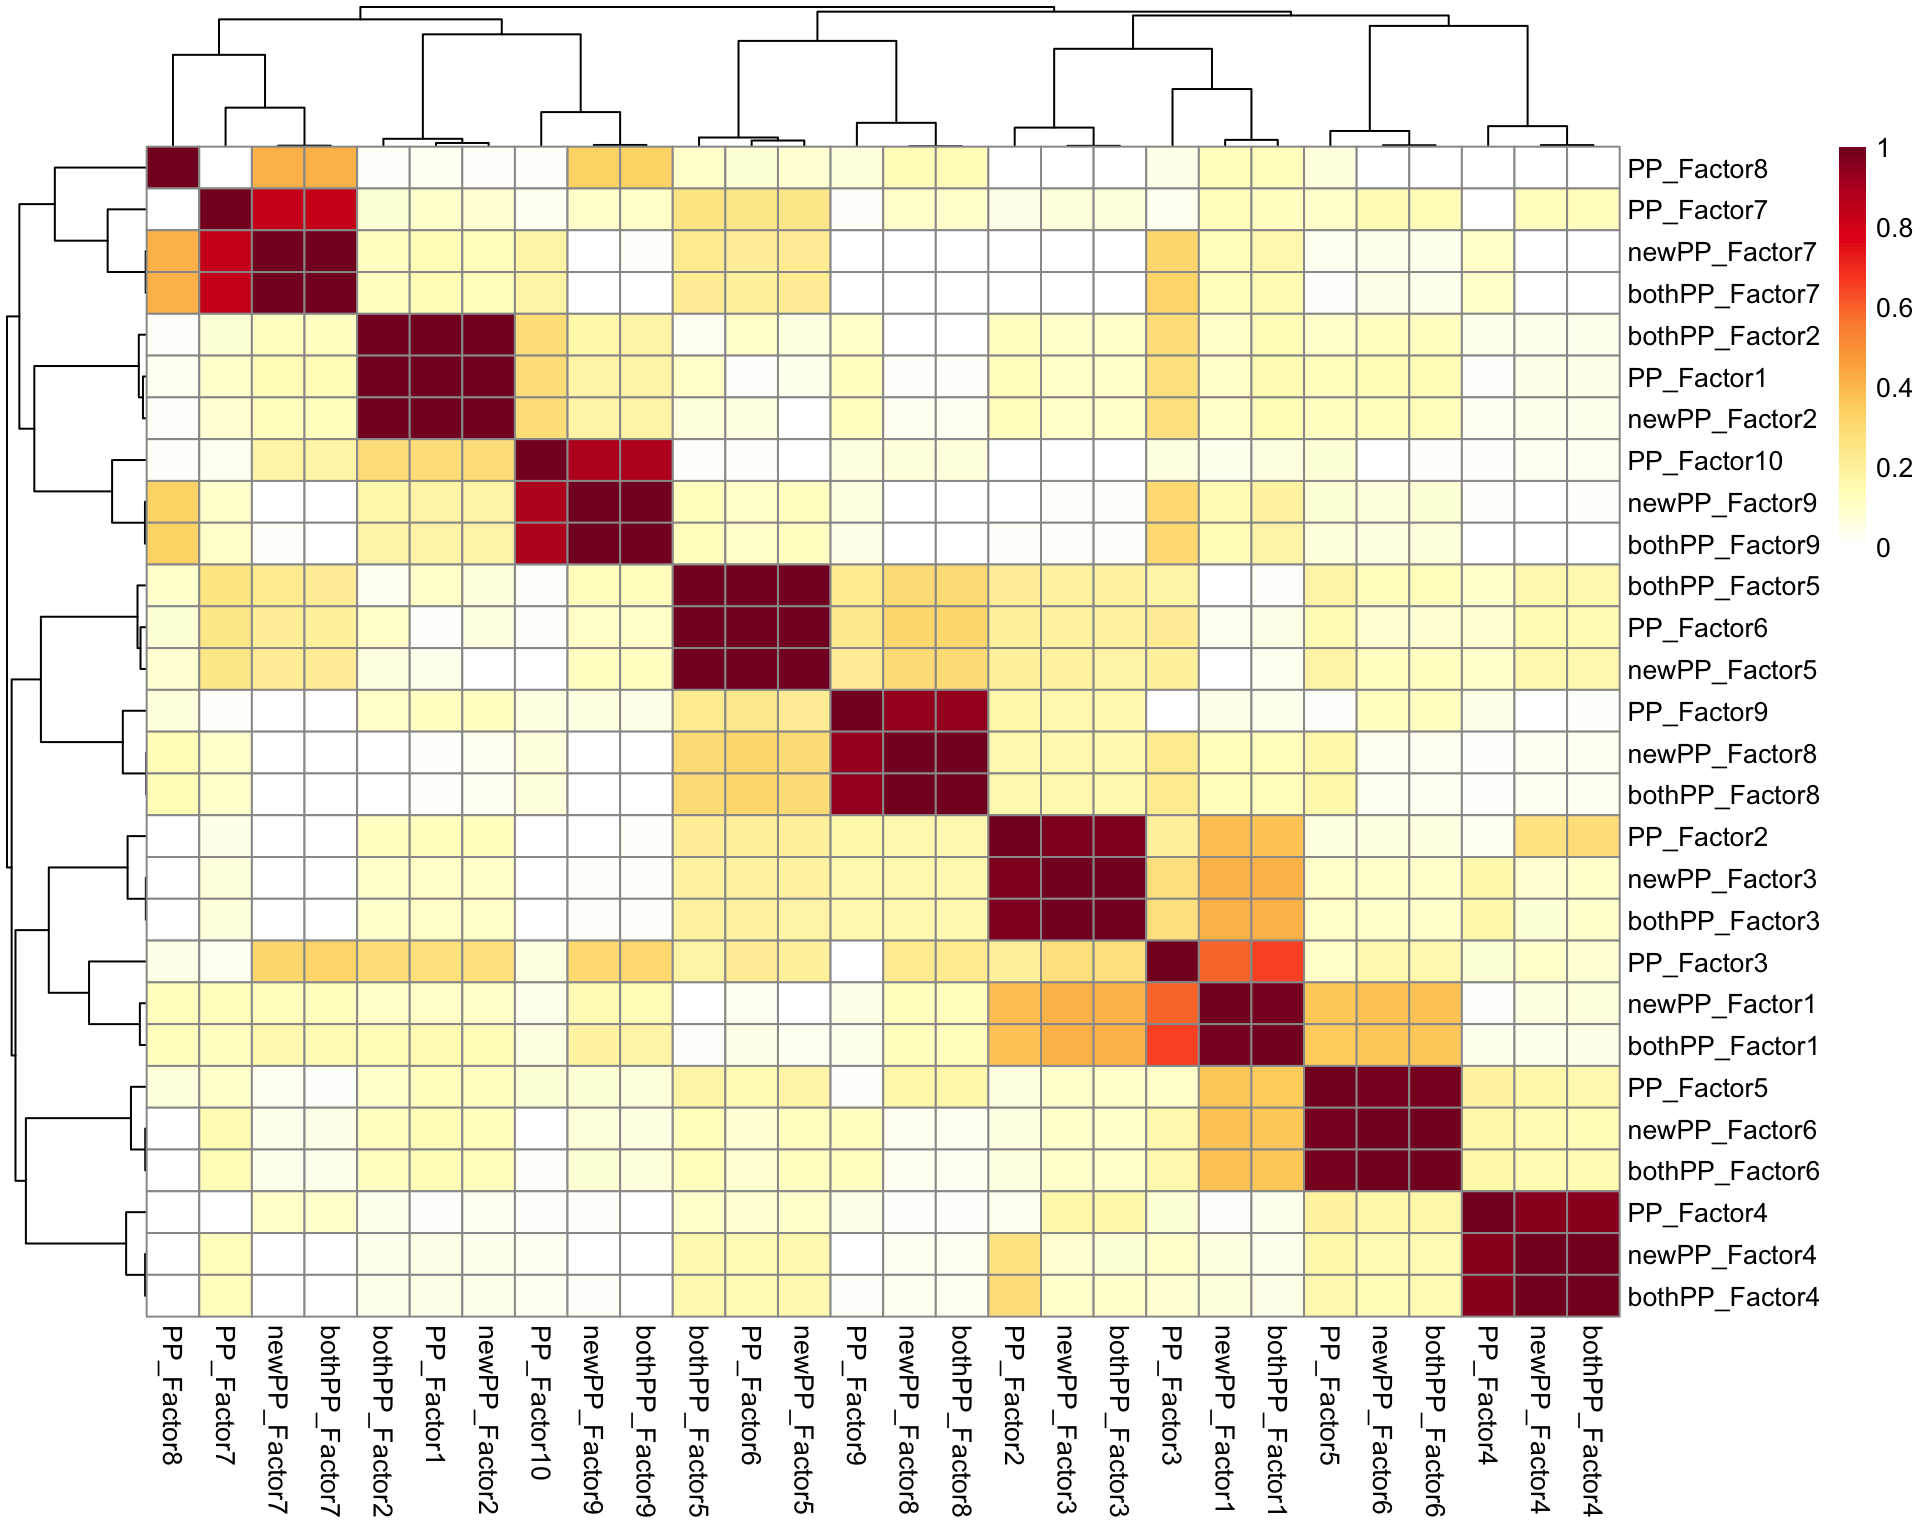 1
0.8
0.6
0.4
0.2
0
PP_Factor8
PP_Factor7
newPP_Factor7
bothPP_Factor7
bothPP_Factor2
PP_Factor1
newPP_Factor2
PP_Factor10
newPP_Factor9
bothPP_Factor9
bothPP_Factor5
PP_Factor6
newPP_Factor5
PP_Factor9
newPP_Factor8
bothPP_Factor8
PP_Factor2
newPP_Factor3
bothPP_Factor3
PP_Factor3
newPP_Factor1
bothPP_Factor1
PP_Factor5
newPP_Factor6
bothPP_Factor6
PP_Factor4
newPP_Factor4
bothPP_Factor4
PP_Factor8
PP_Factor7
newPP_Factor7
bothPP_Factor7
bothPP_Factor2
PP_Factor1
newPP_Factor2
PP_Factor10
newPP_Factor9
bothPP_Factor9
bothPP_Factor5
PP_Factor6
newPP_Factor5
PP_Factor9
newPP_Factor8
bothPP_Factor8
PP_Factor2
newPP_Factor3
bothPP_Factor3
PP_Factor3
newPP_Factor1
bothPP_Factor1
PP_Factor5
newPP_Factor6
bothPP_Factor6
PP_Factor4
newPP_Factor4
bothPP_Factor4